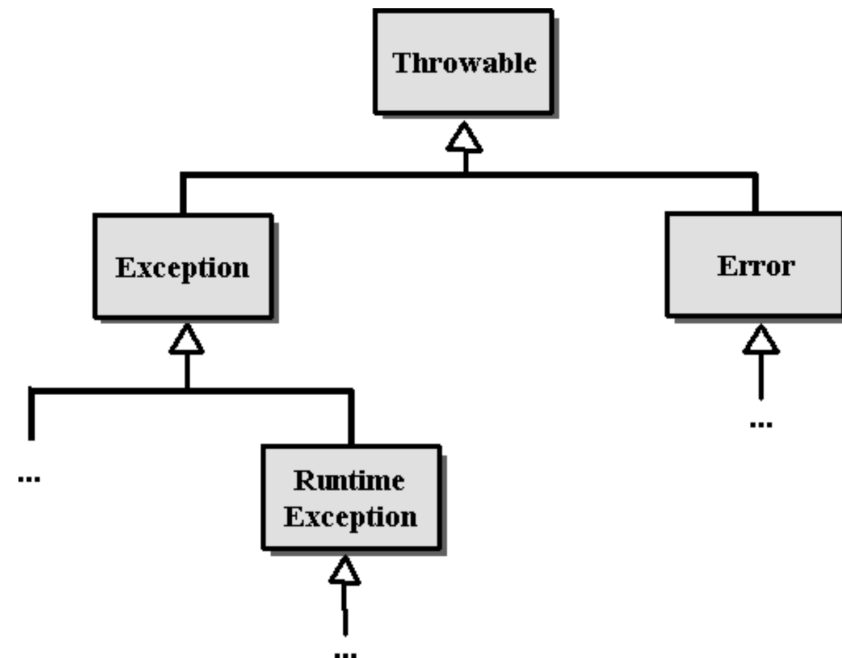 Throwable
Exception
Error
...
...
Runtime
Exception
...